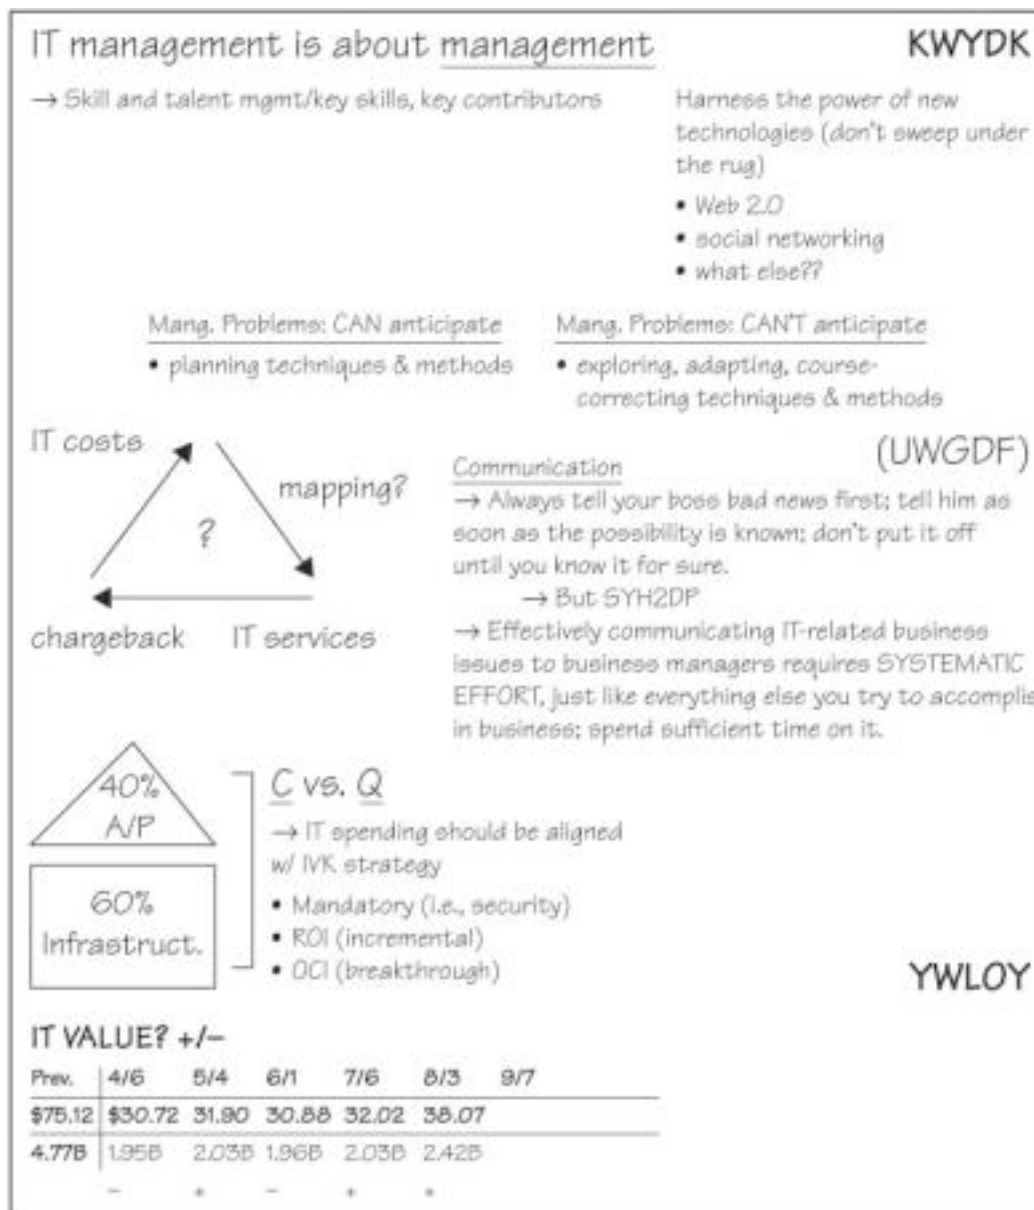 IT management is about management
KWYDK
→ Skill and talent mgmt/key skills, key contributors
Harness the power of new
technologies (don't sweep under
the rug)
• Web 2.0
• social networking
• what else??
Mang. Problems: CAN anticipate
• planning techniques & methods
Mang. Problems: CAN'T anticipate
• exploring, adapting, course-
correcting techniques & methods
IT costs
mapping?
?
chargeback
IT services
(UWGDF)
Communication
→ Always tell your boss bad news first; tell him as
soon as the possibility is known; don't put it off
until you know it for sure.
→ But SYH2DP
→ Effectively communicating IT-related business
issues to business managers requires SYSTEMATIC
EFFORT, just like everything else you try to accomplis
in business; spend sufficient time on it.
40%
A/P
60%
Infrastruct.
C vs. Q
→ IT spending should be aligned
w/ IVK strategy
• Mandatory (i.e., security)
• ROI (incremental)
• OCI (breakthrough)
YWLOY
IT VALUE? +/−
Prev. 4/6 5/4 6/1 7/6 8/3 9/7
$75.12 $30.72 31.90 30.88 32.02 38.07
4.77B 1.95B 2.03B 1.96B 2.03B 2.42B
− + − + +